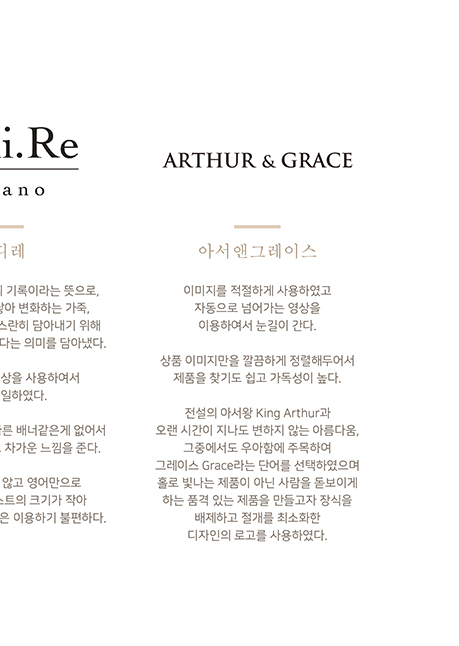 i.Re
ano
디레
기록이라는 뜻으로,
변화하는 가죽,
스란히 담아내기 위해
다는 의미를 담아냈다.
상을 사용하여서
일하였다.
른 배너같은게 없어서
차가운 느낌을 준다.
않고 영어만으로
스트의 크기가 작아
은 이용하기 불편하다.
ARTHUR & GRACE
아서앤그레이스
이미지를 적절하게 사용하였고
자동으로 넘어가는 영상을
이용하여서 눈길이 간다.
상품 이미지만을 깔끔하게 정렬해두어서
제품을 찾기도 쉽고 가독성이 높다.
전설의 아서왕 King Arthur과
오랜 시간이 지나도 변하지 않는 아름다움,
그중에서도 우아함에 주목하여
그레이스 Grace라는 단어를 선택하였으며
홀로 빛나는 제품이 아닌 사람을 돋보이게
하는 품격 있는 제품을 만들고자 장식을
배제하고 절개를 최소화한
디자인의 로고를 사용하였다.